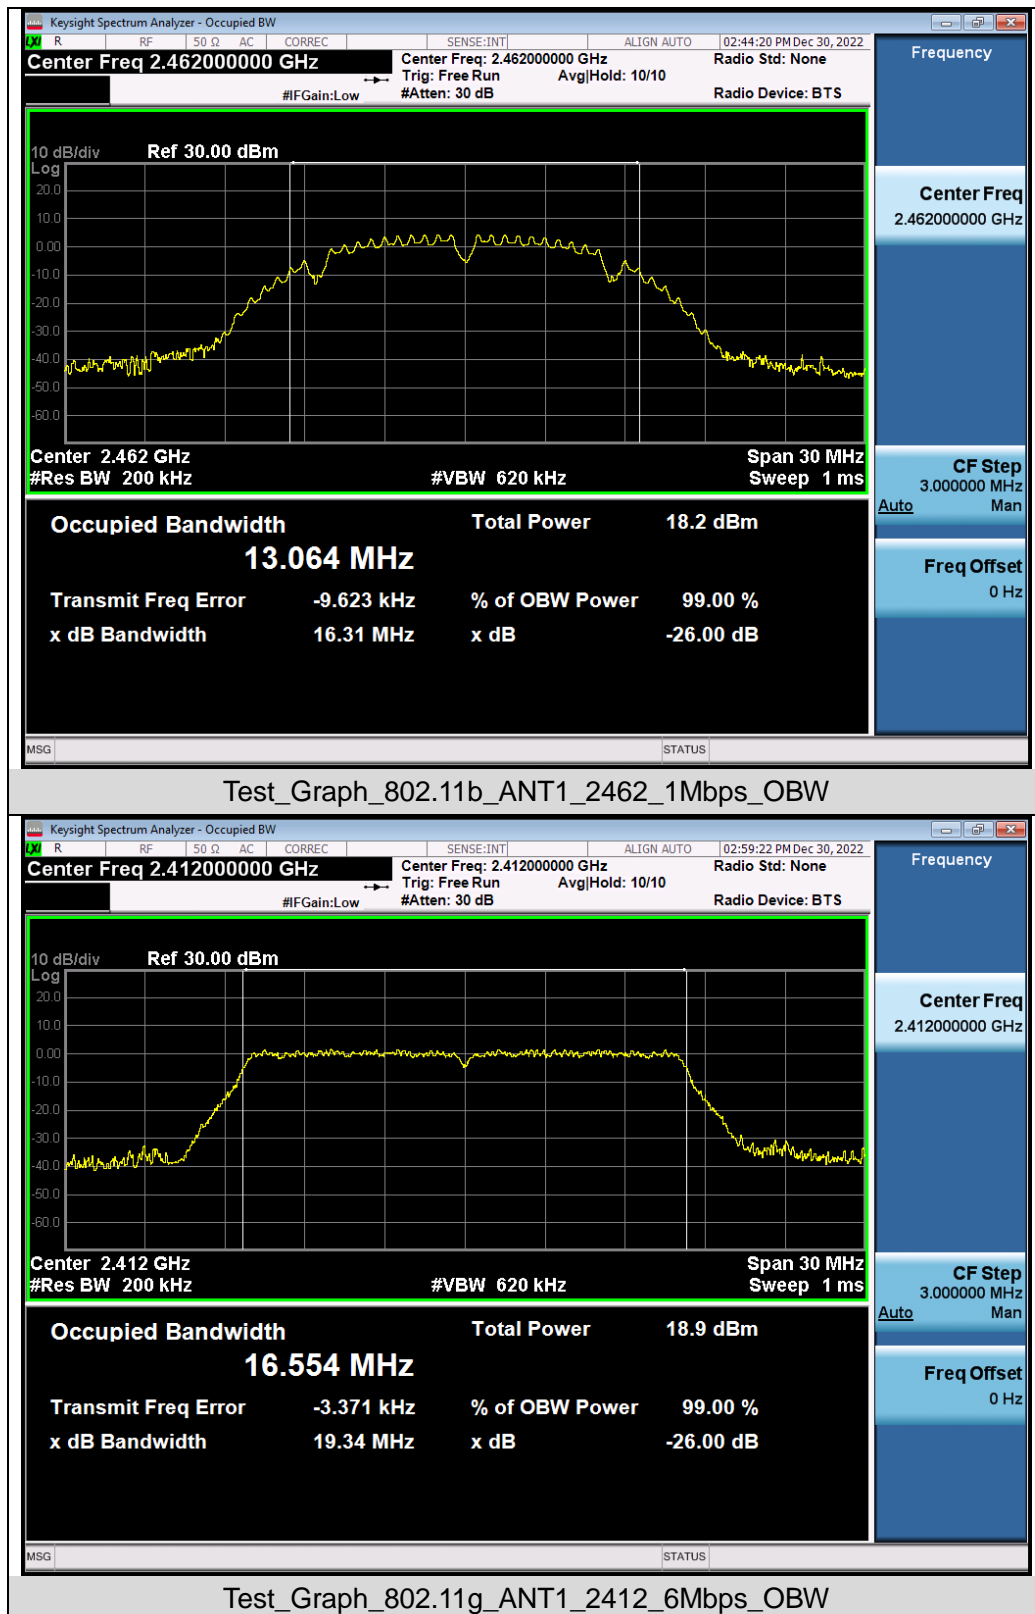 Keysight Spectrum Analyzer - Occupied BW
LXI R RF 50 Ω AC CORREC SENSE:INT ALIGN AUTO 02:44:20 PM Dec 30, 2022
Center Freq 2.462000000 GHz
Center Freq: 2.462000000 GHz Radio Std: None
Trig: Free Run Avg|Hold: 10/10
#IFGain:Low #Atten: 30 dB Radio Device: BTS
Frequency
10 dB/div Ref 30.00 dBm
Log
20.0
10.0
0.00
-10.0
-20.0
-30.0
-40.0
-50.0
-60.0
Center 2.462 GHz Span 30 MHz
#Res BW 200 kHz #VBW 620 kHz Sweep 1 ms
Center Freq
2.462000000 GHz
CF Step
3.000000 MHz
Auto Man
Freq Offset
0 Hz
Occupied Bandwidth Total Power 18.2 dBm
13.064 MHz
Transmit Freq Error -9.623 kHz % of OBW Power 99.00 %
x dB Bandwidth 16.31 MHz x dB -26.00 dB
MSG STATUS
Test_Graph_802.11b_ANT1_2462_1Mbps_OBW
Keysight Spectrum Analyzer - Occupied BW
LXI R RF 50 Ω AC CORREC SENSE:INT ALIGN AUTO 02:59:22 PM Dec 30, 2022
Center Freq 2.412000000 GHz
Center Freq: 2.412000000 GHz Radio Std: None
Trig: Free Run Avg|Hold: 10/10
#IFGain:Low #Atten: 30 dB Radio Device: BTS
Frequency
10 dB/div Ref 30.00 dBm
Log
20.0
10.0
0.00
-10.0
-20.0
-30.0
-40.0
-50.0
-60.0
Center 2.412 GHz Span 30 MHz
#Res BW 200 kHz #VBW 620 kHz Sweep 1 ms
Center Freq
2.412000000 GHz
CF Step
3.000000 MHz
Auto Man
Freq Offset
0 Hz
Occupied Bandwidth Total Power 18.9 dBm
16.554 MHz
Transmit Freq Error -3.371 kHz % of OBW Power 99.00 %
x dB Bandwidth 19.34 MHz x dB -26.00 dB
MSG STATUS
Test_Graph_802.11g_ANT1_2412_6Mbps_OBW